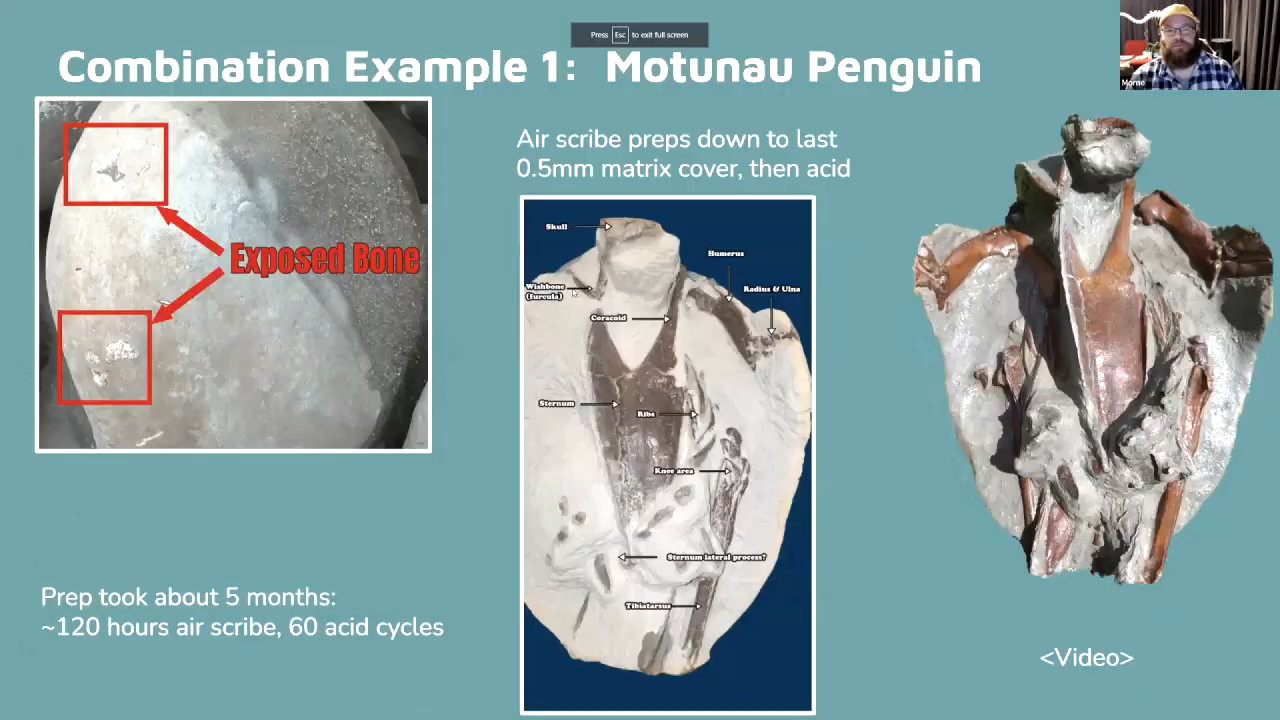 Press Esc to exit full screen
Combination Example 1: Motunau Penguin
Morne
Exposed Bone
Air scribe preps down to last
0.5mm matrix cover, then acid
Skull
Humerus
Wishbone
(furcula)
Radius & Ulna
Coracoid
Sternum
Ribs
Knee area
Sternum lateral process?
Tibiatarsus
Prep took about 5 months:
~120 hours air scribe, 60 acid cycles
<Video>